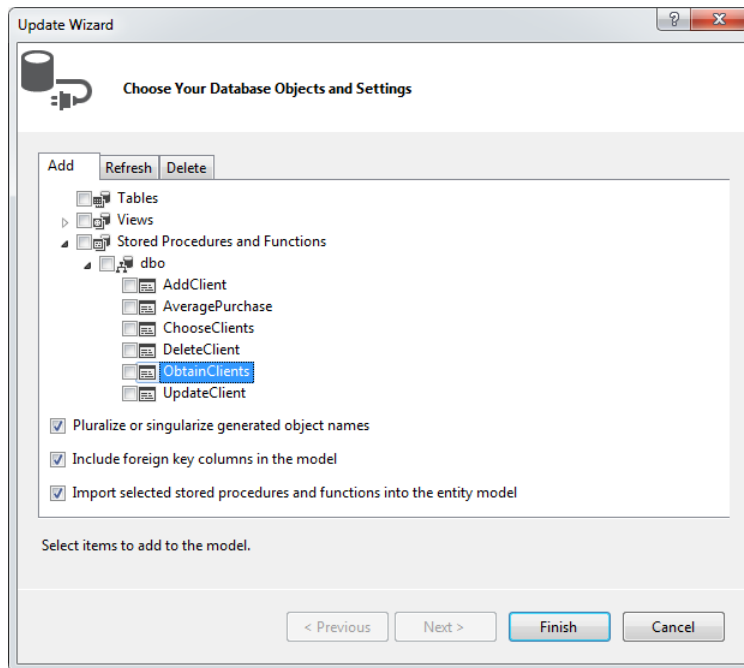 Update Wizard
?
Choose Your Database Objects and Settings
Add Refresh Delete
Tables
Views
Stored Procedures and Functions
dbo
AddClient
AveragePurchase
ChooseClients
DeleteClient
ObtainClients
UpdateClient
Pluralize or singularize generated object names
Include foreign key columns in the model
Import selected stored procedures and functions into the entity model
Select items to add to the model.
< Previous Next > Finish Cancel